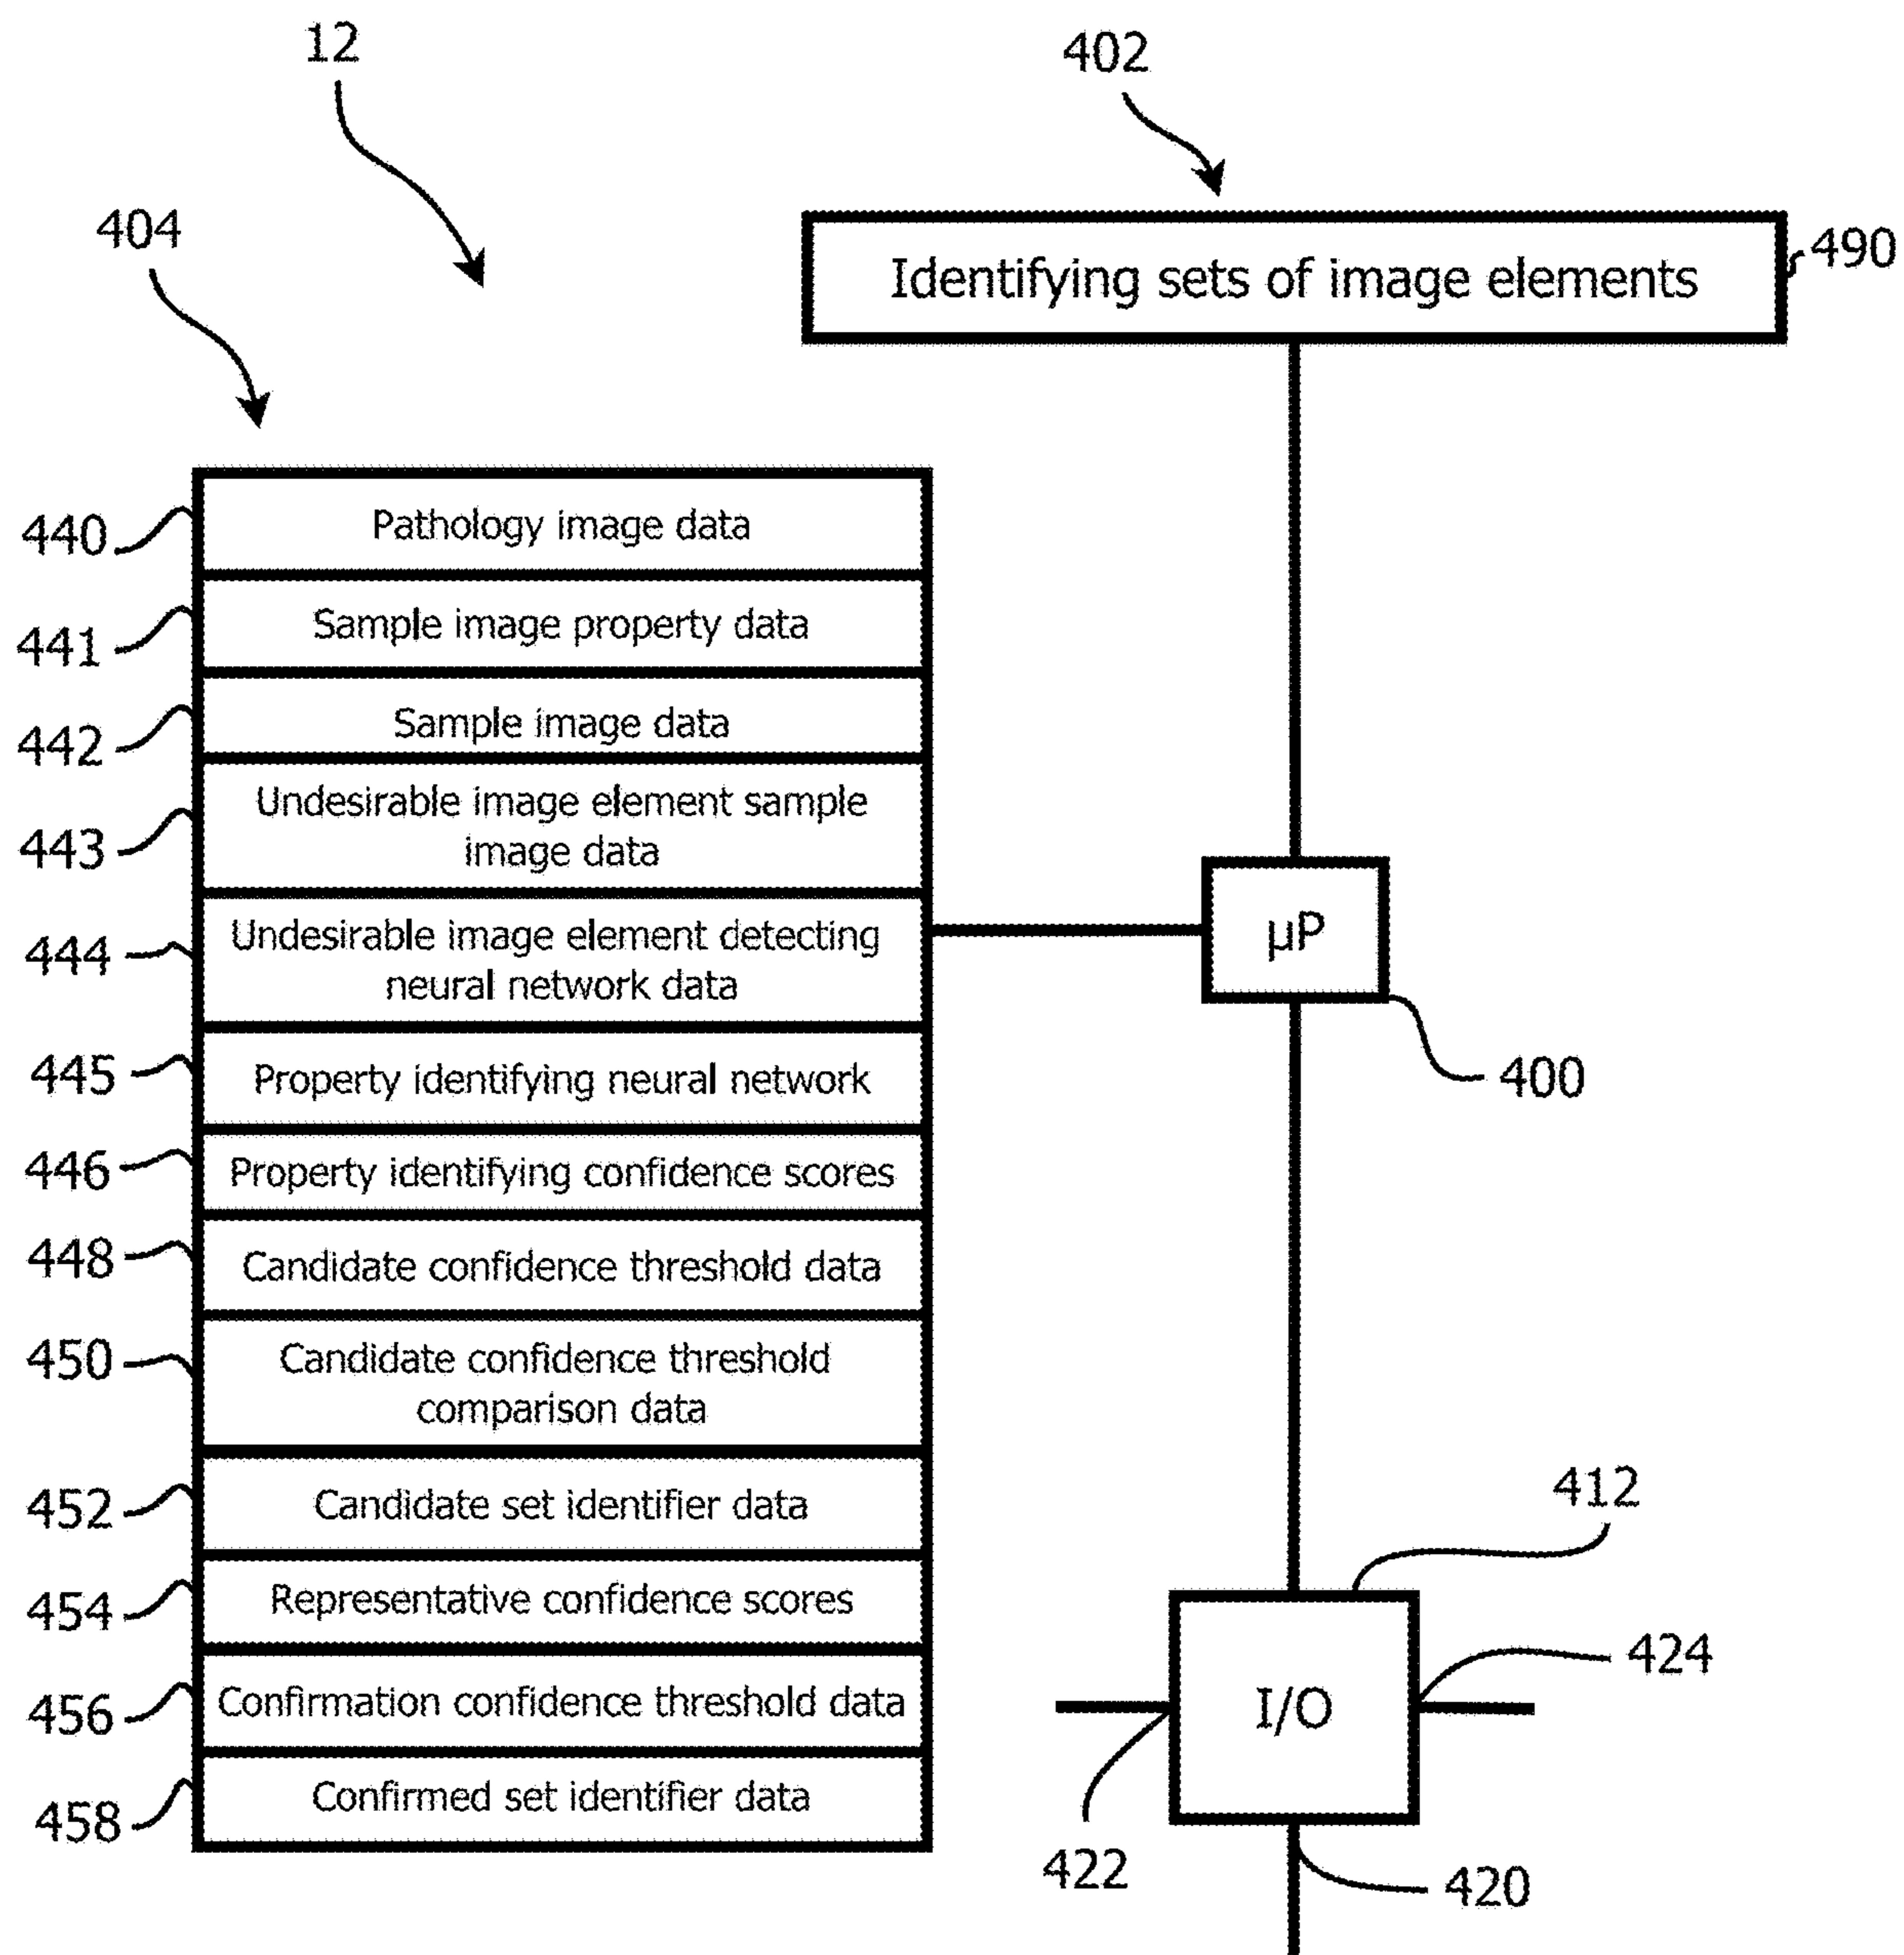 12
402
404
490
Identifying sets of image elements
440
Pathology image data
441
Sample image property data
442
Sample image data
443
Undesirable image element sample
image data
444
Undesirable image element detecting
neural network data
µP
400
445
Property identifying neural network
446
Property identifying confidence scores
448
Candidate confidence threshold data
450
Candidate confidence threshold
comparison data
452
Candidate set identifier data
412
454
Representative confidence scores
424
456
Confirmation confidence threshold data
I/O
458
Confirmed set identifier data
422
420